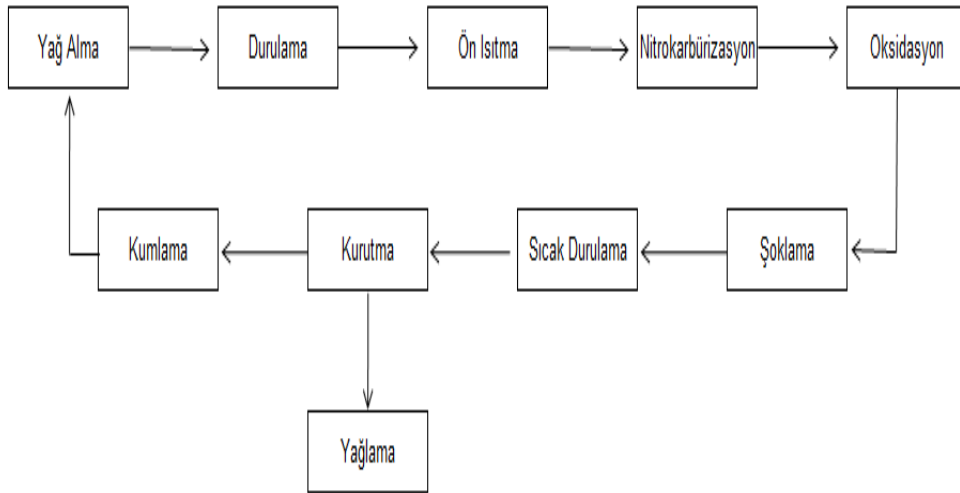 Yağ Alma
Durulama
Ön Isıtma
Nitrokarbürizasyon
Oksidasyon
Kumlama
Kurutma
Sıcak Durulama
Şoklama
Yağlama